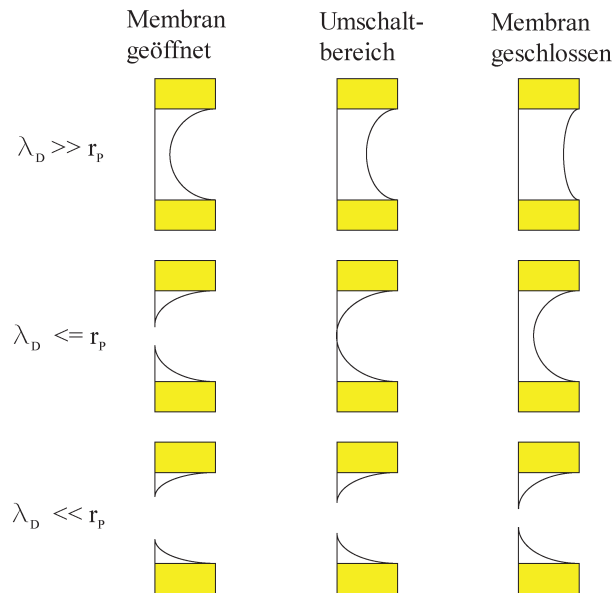 Membran
geöffnet
Umschalt-
bereich
Membran
geschlossen
λD >> rP
λD <= rP
λD << rP